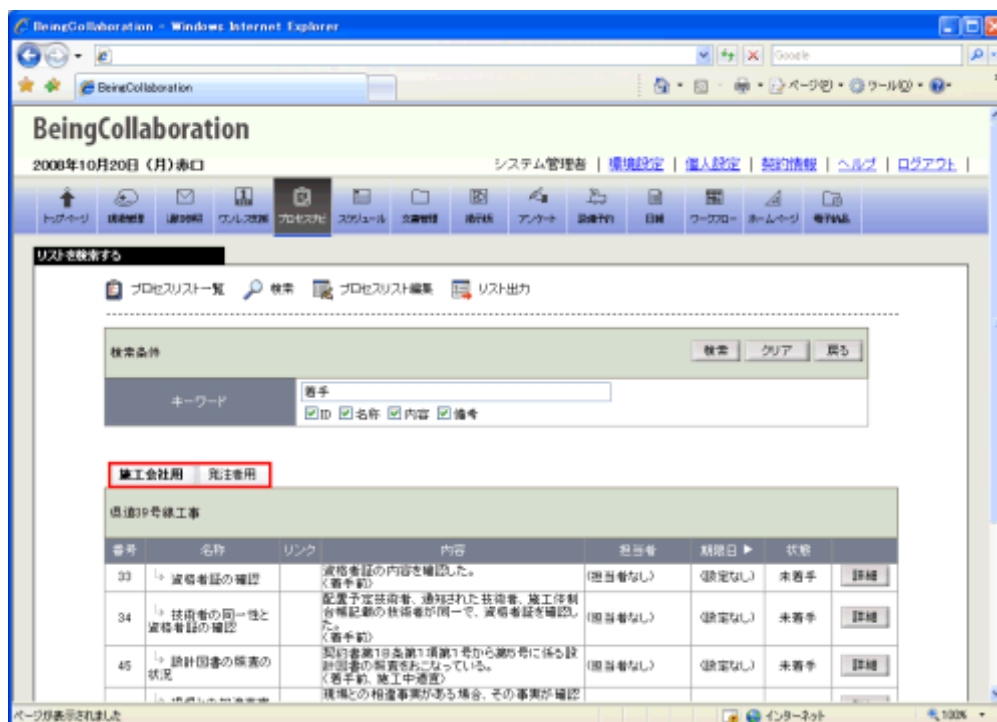 BeingCollaboration - Windows Internet Explorer
Google
BeingCollaboration
ページ(P) ツール(O)
BeingCollaboration
2008年10月20日（月）赤口
システム管理者 | 環境設定 | 個人設定 | 契約情報 | ヘルプ | ログアウト |
トップページ ワンレス決裁 プロセスナビ スケジュール 文書管理 掲示板 アンケート 設備予約 日報 ワークフロー ホームページ 電子納品
リストを検索する
プロセスリスト一覧 検索 プロセスリスト編集 リスト出力
検索条件 検索 クリア 戻る
キーワード 着手
ID 名称 内容 備考
施工会社用 発注者用
県道39号線工事
番号 名称 リンク 内容 担当者 期限日 ▶ 状態
33 資格者証の確認 資格者証の内容を確認した。
（着手前） (担当者なし) (設定なし) 未着手 詳細
34 技術者の同一性と
資格者証の確認 配置予定技術者、通知された技術者、施工体制
台帳記載の技術者が同一で、資格者証を確認し
た。
（着手前） (担当者なし) (設定なし) 未着手 詳細
45 設計図書の照査の
状況 契約書第18条第1項第1号から第5号に係る設
計図書の照査をおこなっている。
（着手前、施工中適宜） (担当者なし) (設定なし) 未着手 詳細
現場との相違事実がある場合、その事実が確認
ページが表示されました インターネット 100%